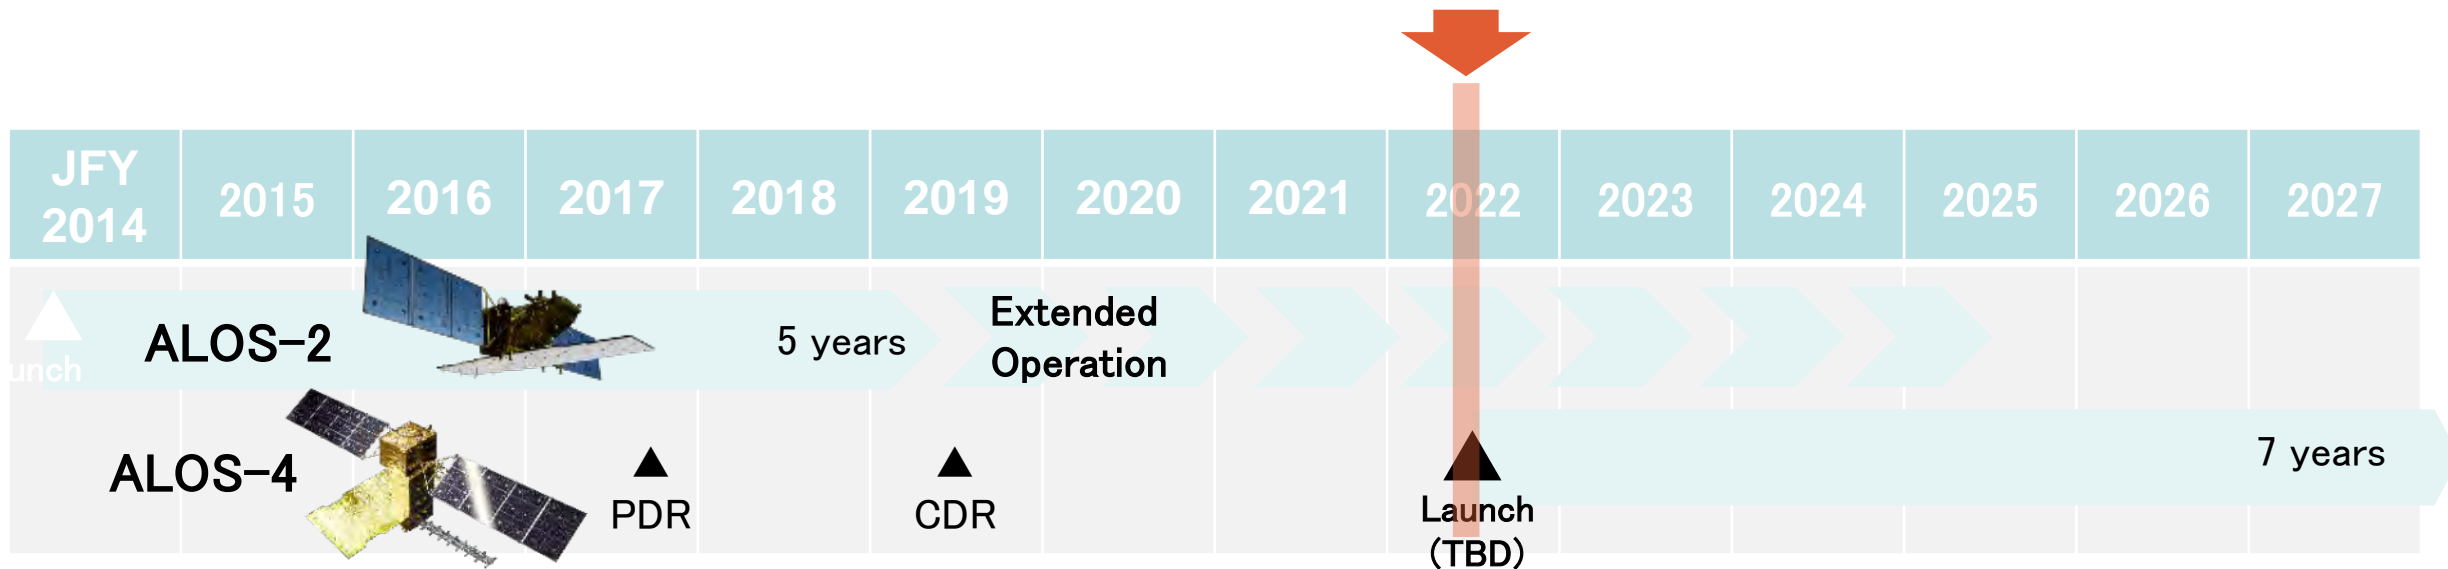 JFY
2014
2015
2016
2017
2018
2019
2020
2021
2022
2023
2024
2025
2026
2027
unch
ALOS-2
5 years
Extended
Operation
ALOS-4
PDR
CDR
Launch
(TBD)
7 years